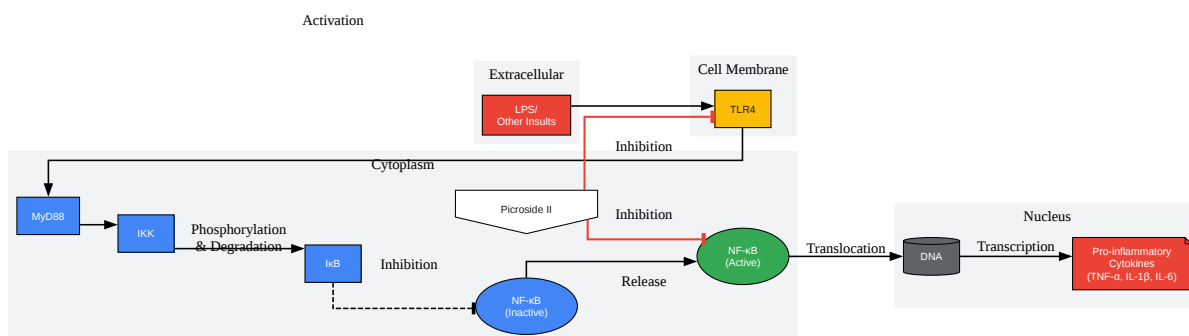 Activation
Extracellular
Cell Membrane
LPS/
Other Insults
TLR4
Inhibition
Cytoplasm
Picroside II
Inhibition
MyD88
IKK
Phosphorylation
& Degradation
IκB
Inhibition
NF-κB
(Inactive)
Release
NF-κB
(Active)
Translocation
Nucleus
DNA
Transcription
Pro-inflammatory
Cytokines
(TNF-α, IL-1β, IL-6)